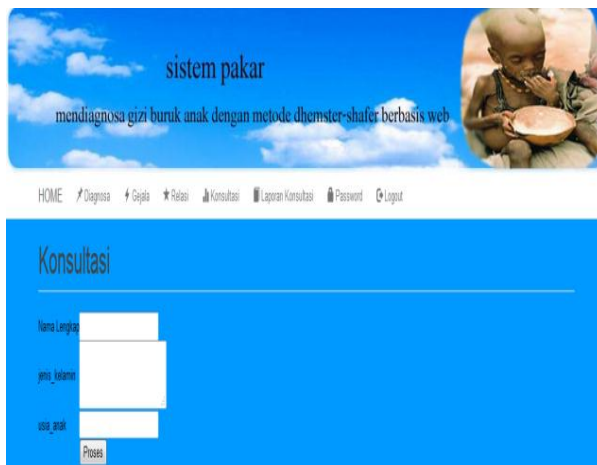 sistem pakar
mendiagnosa gizi buruk anak dengan metode dhemster-shafer berbasis web
HOME Diagnosa Gejala Relasi Konsultasi Laporan Konsultasi Password Logout
Konsultasi
Nama Lengkap
jenis_kelamin
usia_anak
Proses